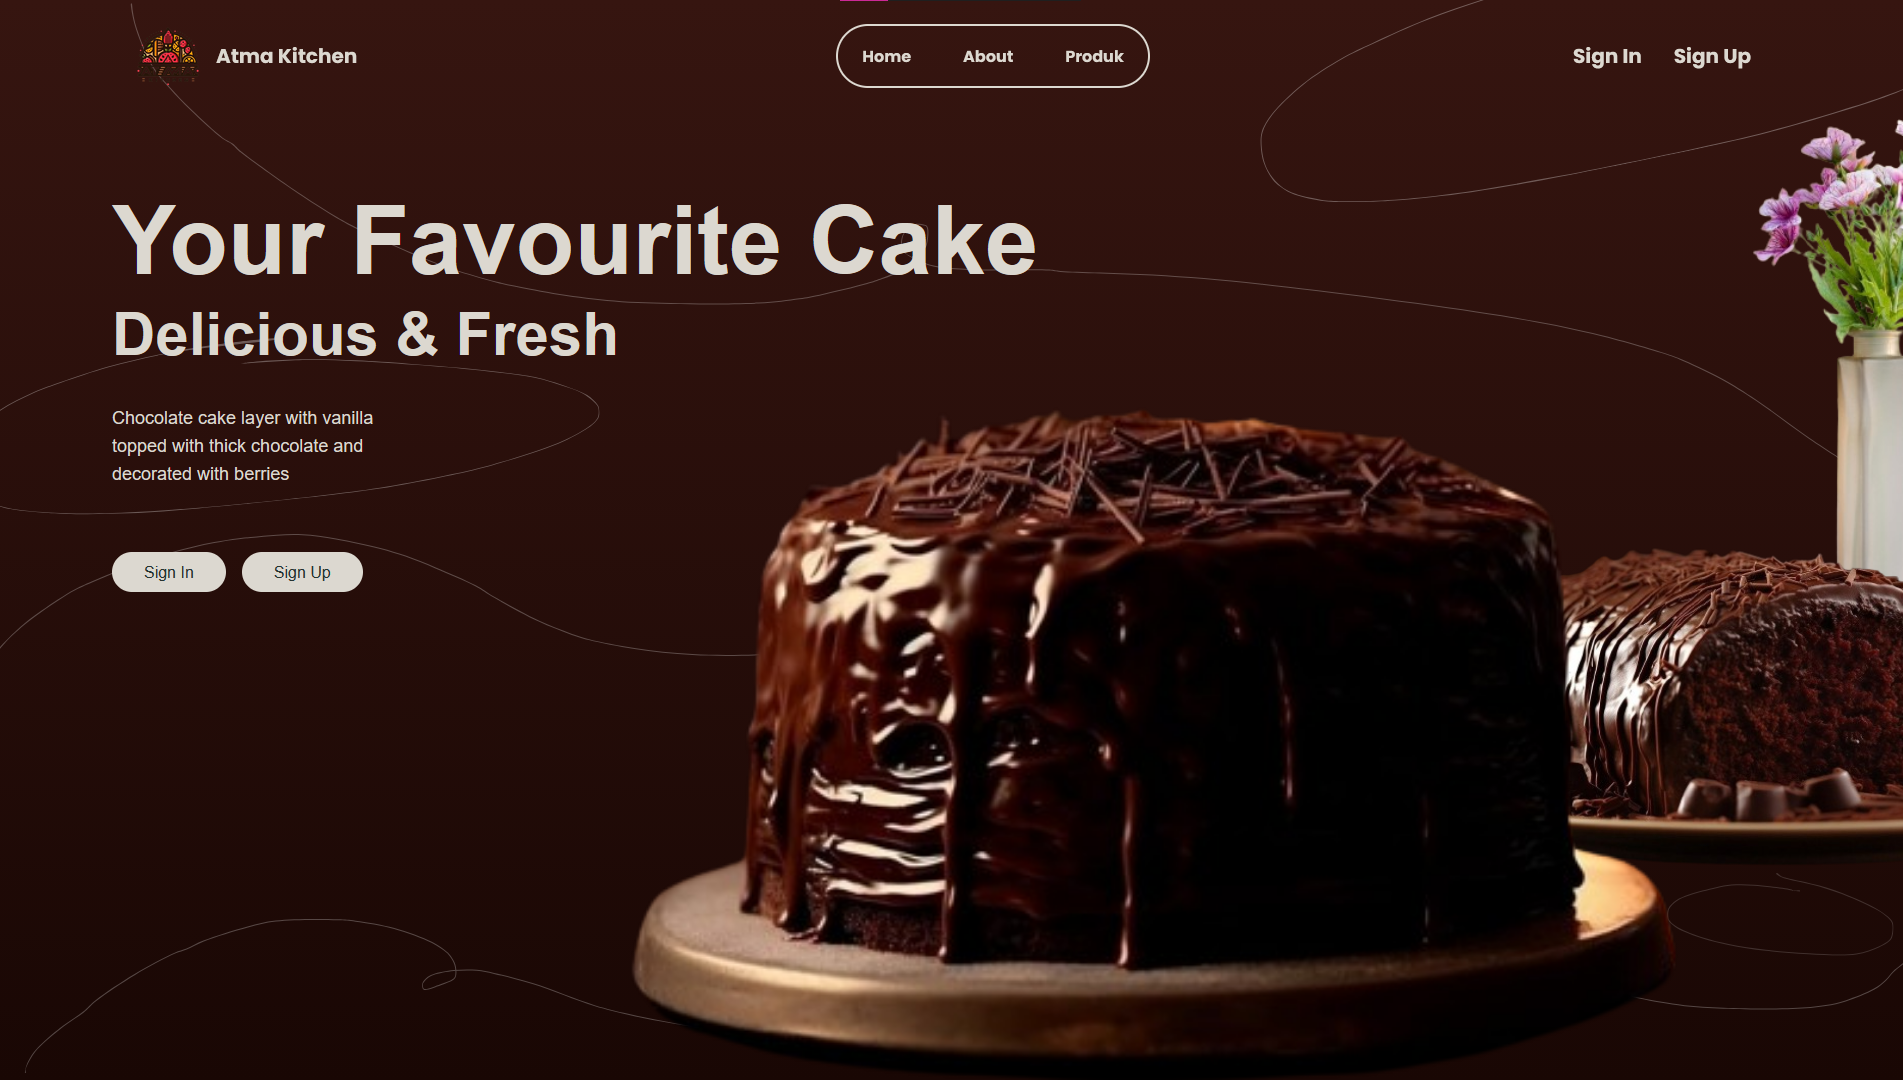 Atma Kitchen
Home About Produk
Sign In Sign Up
Your Favourite Cake
Delicious & Fresh
Chocolate cake layer with vanilla
topped with thick chocolate and
decorated with berries
Sign In Sign Up